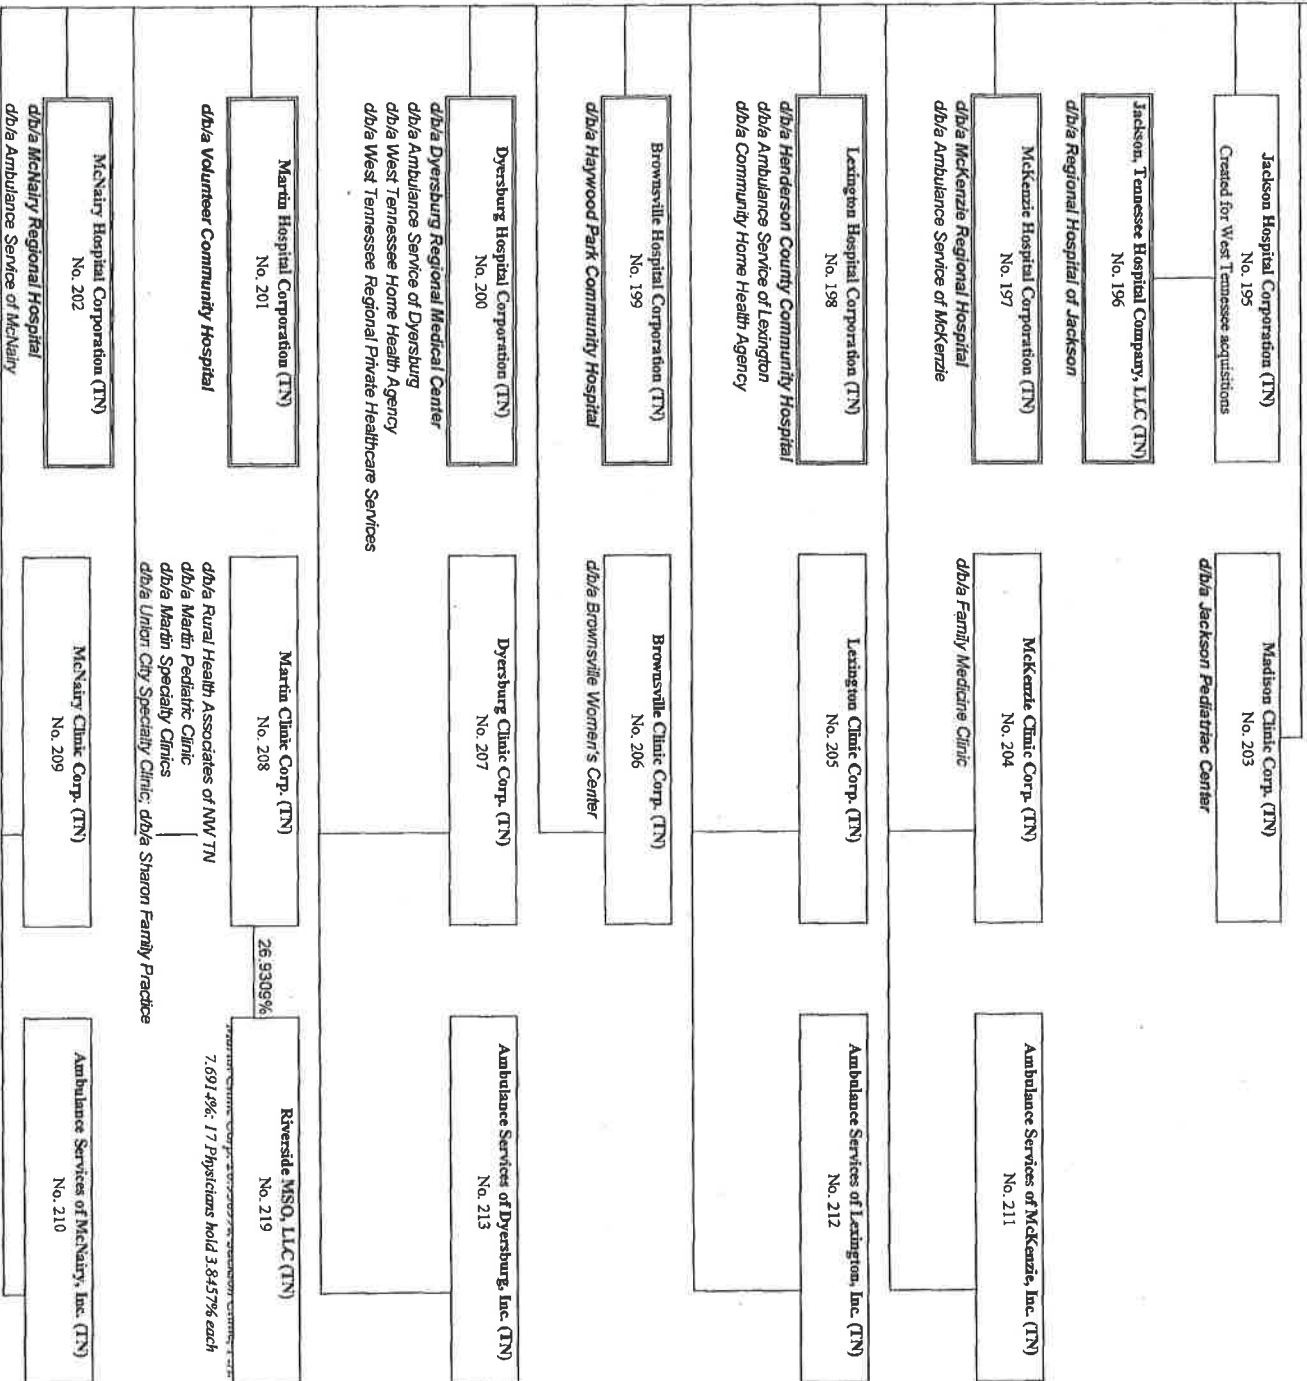 Jackson Hospital Corporation (TN)
No. 195
Created for West Tennessee acquisitions
Jackson, Tennessee Hospital Company, LLC (TN)
No. 196
d/b/a Regional Hospital of Jackson
McKenzie Hospital Corporation (TN)
No. 197
d/b/a McKenzie Regional Hospital
d/b/a Ambulance Service of McKenzie
Lexington Hospital Corporation (TN)
No. 198
d/b/a Henderson County Community Hospital
d/b/a Ambulance Service of Lexington
d/b/a Community Home Health Agency
Brownsville Hospital Corporation (TN)
No. 199
d/b/a Haywood Park Community Hospital
Dyersburg Hospital Corporation (TN)
No. 200
d/b/a Dyersburg Regional Medical Center
d/b/a Ambulance Service of Dyersburg
d/b/a West Tennessee Home Health Agency
d/b/a West Tennessee Regional Private Healthcare Services
Martin Hospital Corporation (TN)
No. 201
d/b/a Volunteer Community Hospital
McNairy Hospital Corporation (TN)
No. 202
d/b/a McNairy Regional Hospital
d/b/a Ambulance Service of McNairy
Madison Clinic Corp. (TN)
No. 203
d/b/a Jackson Pediatriac Center
McKenzie Clinic Corp. (TN)
No. 204
d/b/a Family Medicine Clinic
Lexington Clinic Corp. (TN)
No. 205
Brownsville Clinic Corp. (TN)
No. 206
d/b/a Brownsville Women's Center
Dyersburg Clinic Corp. (TN)
No. 207
Martin Clinic Corp. (TN)
No. 208
d/b/a Rural Health Associates of NW TN
d/b/a Martin Pediatric Clinic
d/b/a Martin Specialty Clinics
d/b/a Union City Specialty Clinic; d/b/a Sharon Family Practice
McNairy Clinic Corp. (TN)
No. 209
Ambulance Services of McKenzie, Inc. (TN)
No. 211
Ambulance Services of Lexington, Inc. (TN)
No. 212
Ambulance Services of Dyersburg, Inc. (TN)
No. 213
26.9309%
Riverside MSO, LLC (TN)
No. 219
7.6914%: 17 Physicians hold 3.8457% each
Ambulance Services of McNairy, Inc. (TN)
No. 210